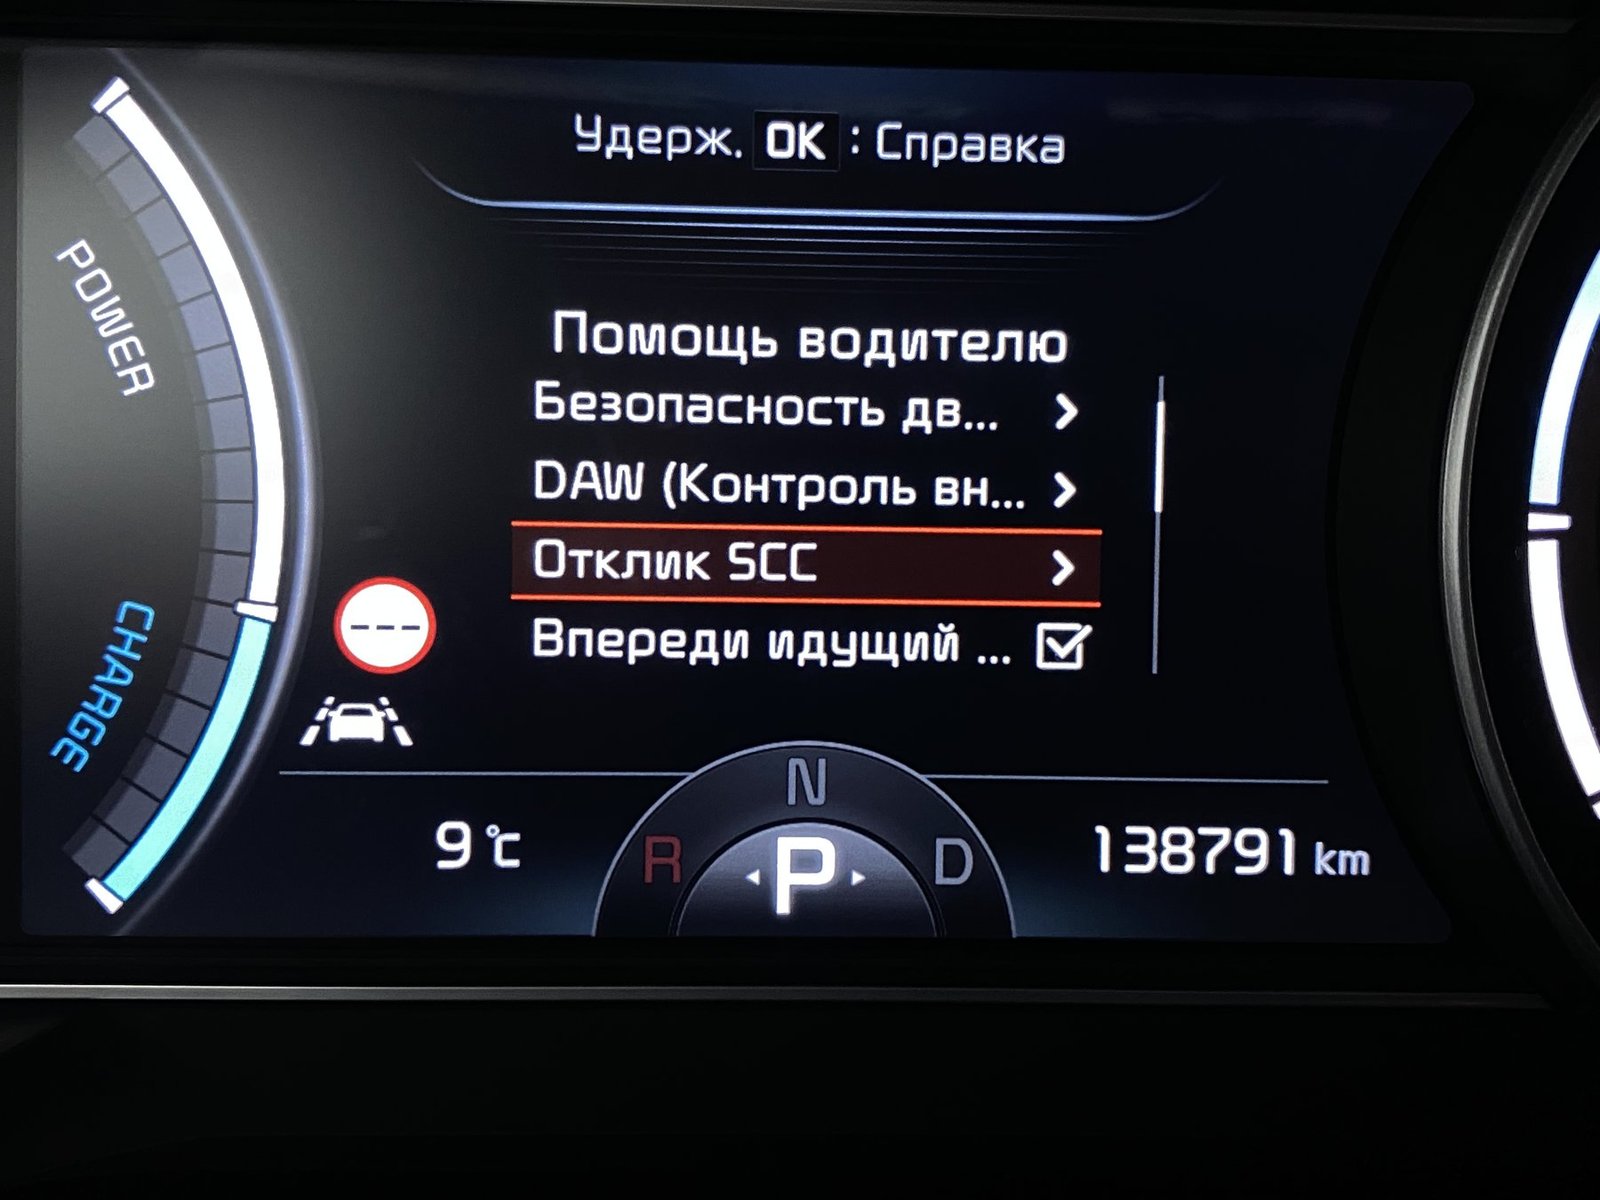 Удерж. OK : Справка
POWER
Помощь водителю
Безопасность дв...
DAW (Контроль вн...
Отклик SCC
Впереди идущий ...
---
CHARGE
N
R P D
9 °C
138791 km